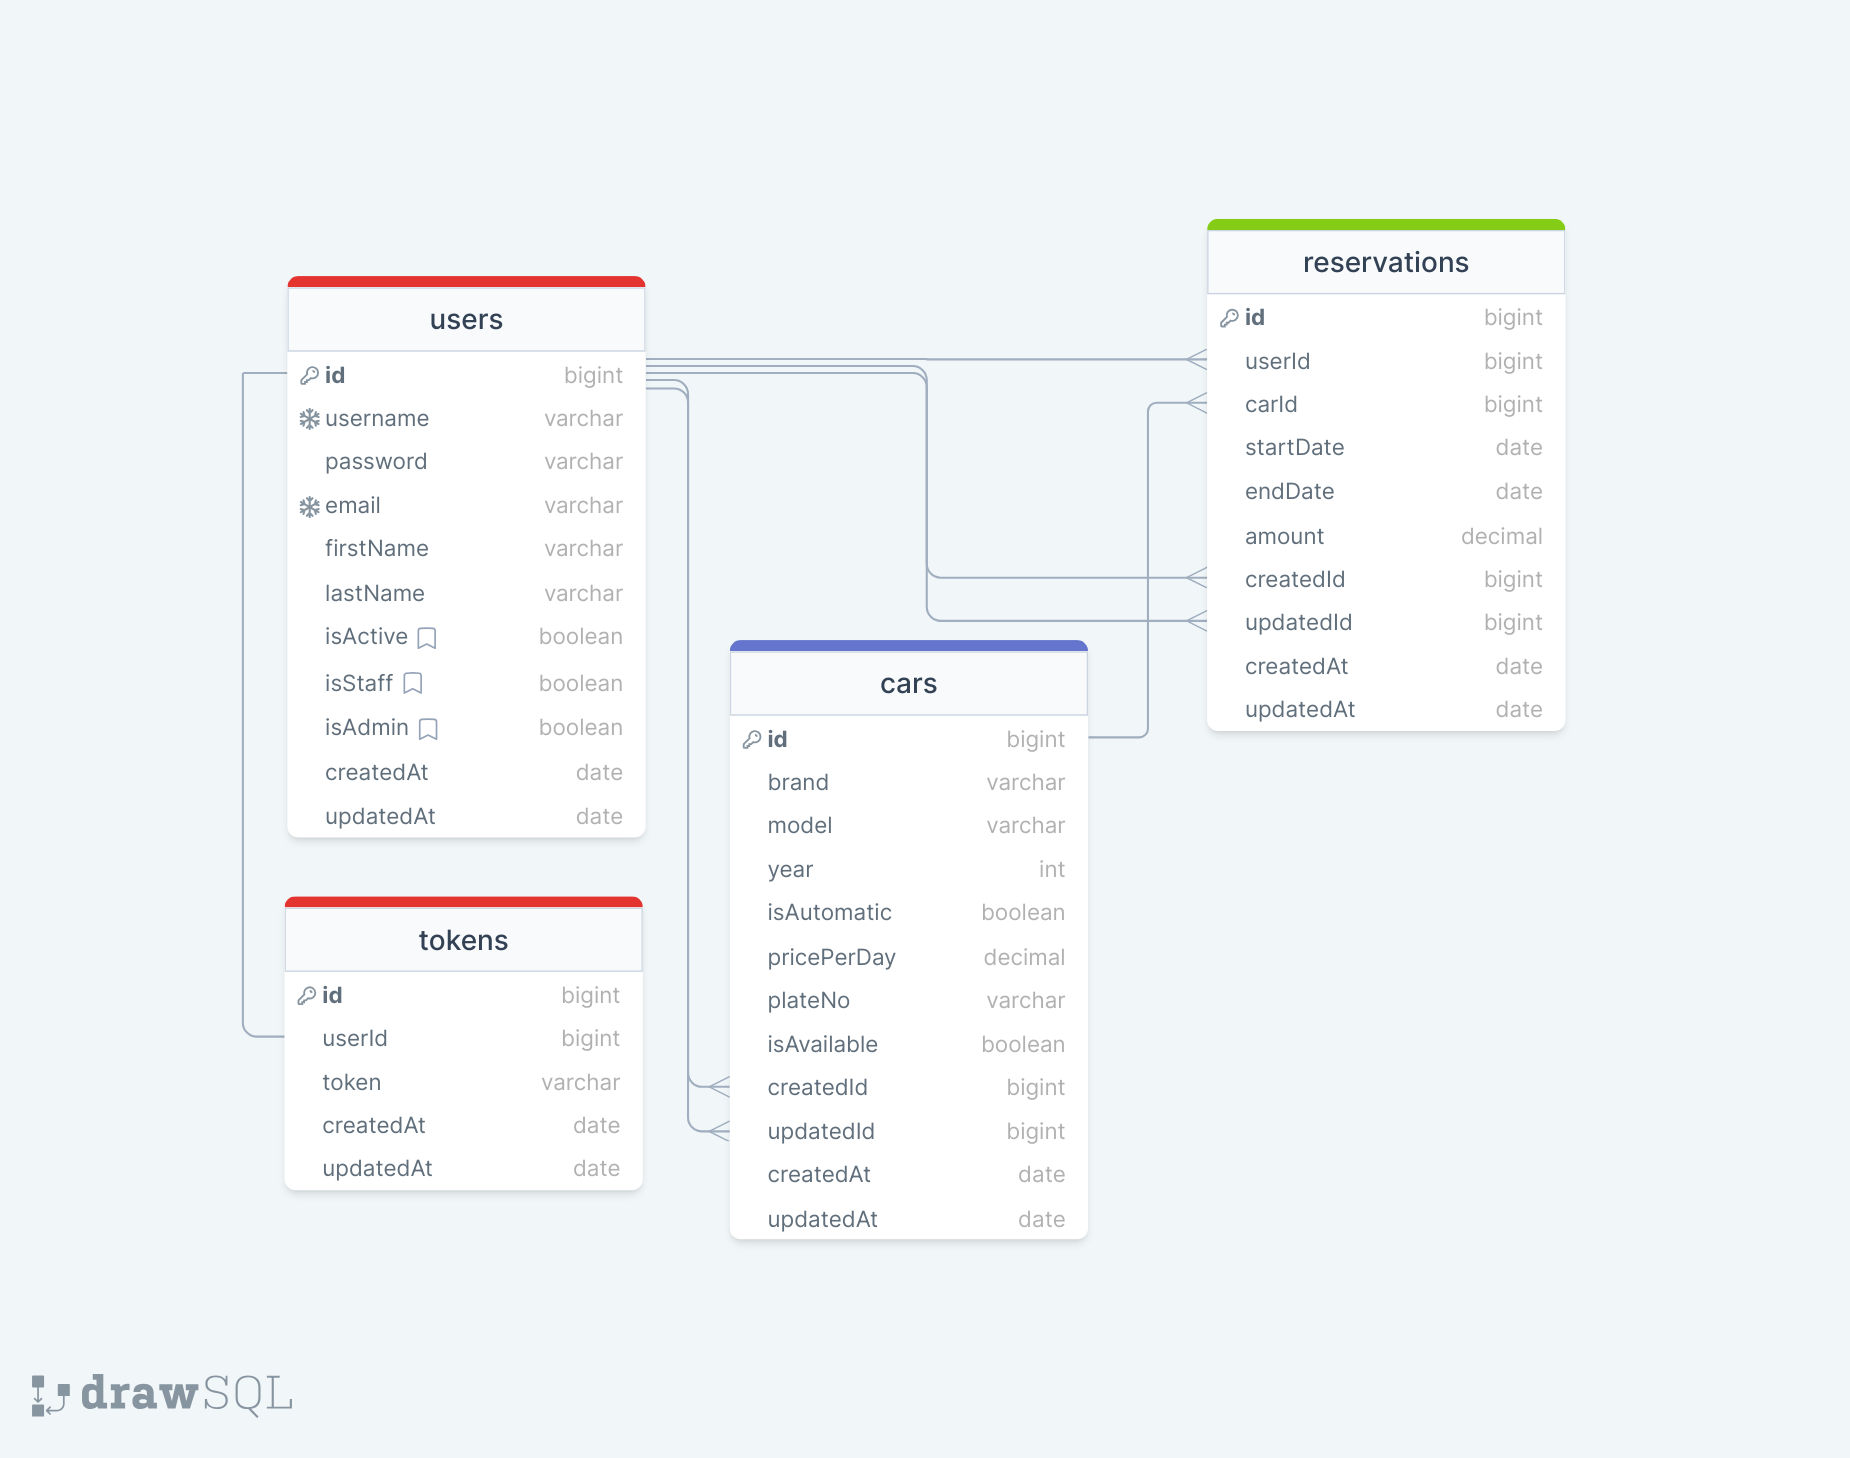 users
id bigint
username varchar
password varchar
email varchar
firstName varchar
lastName varchar
isActive boolean
isStaff boolean
isAdmin boolean
createdAt date
updatedAt date
tokens
id bigint
userId bigint
token varchar
createdAt date
updatedAt date
cars
id bigint
brand varchar
model varchar
year int
isAutomatic boolean
pricePerDay decimal
plateNo varchar
isAvailable boolean
createdId bigint
updatedId bigint
createdAt date
updatedAt date
reservations
id bigint
userId bigint
carId bigint
startDate date
endDate date
amount decimal
createdId bigint
updatedId bigint
createdAt date
updatedAt date
drawSQL